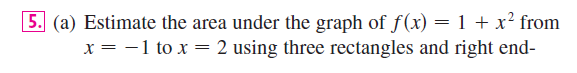 5. (a) Estimate the area under the graph of f(x) = 1 + x² from
x = −1 to x = 2 using three rectangles and right end-